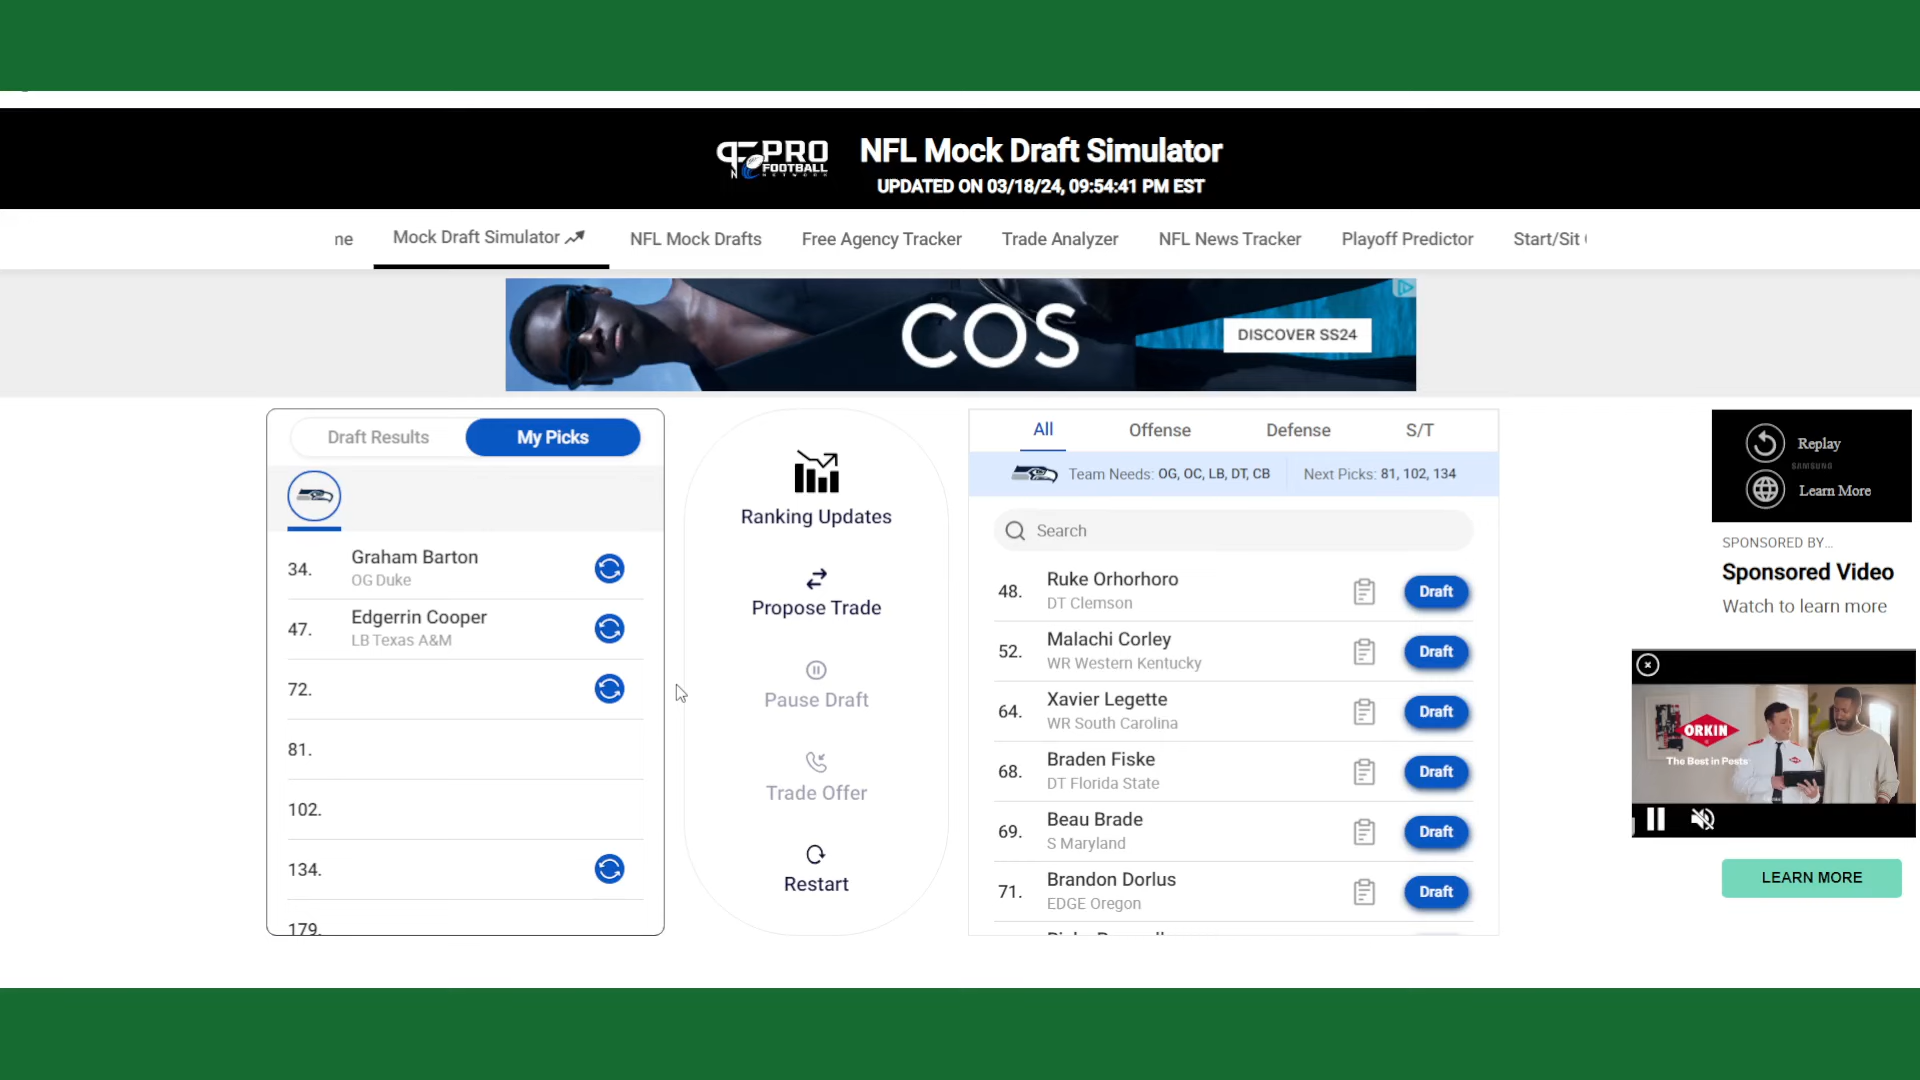 PRO
FOOTBALL
NETWORK
NFL Mock Draft Simulator
UPDATED ON 03/18/24, 09:54:41 PM EST
ne
Mock Draft Simulator
NFL Mock Drafts
Free Agency Tracker
Trade Analyzer
NFL News Tracker
Playoff Predictor
Start/Sit
COS
DISCOVER SS24
Draft Results
My Picks
34.
Graham Barton
OG Duke
47.
Edgerrin Cooper
LB Texas A&M
72.
81.
102.
134.
179.
Ranking Updates
Propose Trade
Pause Draft
Trade Offer
Restart
All
Offense
Defense
S/T
Team Needs: OG, OC, LB, DT, CB
Next Picks: 81, 102, 134
Search
48.
Ruke Orhorhoro
DT Clemson
Draft
52.
Malachi Corley
WR Western Kentucky
Draft
64.
Xavier Legette
WR South Carolina
Draft
68.
Braden Fiske
DT Florida State
Draft
69.
Beau Brade
S Maryland
Draft
71.
Brandon Dorlus
EDGE Oregon
Draft
Replay
SAMSUNG
Learn More
SPONSORED BY...
Sponsored Video
Watch to learn more
ORKIN
The Best in Pests
LEARN MORE